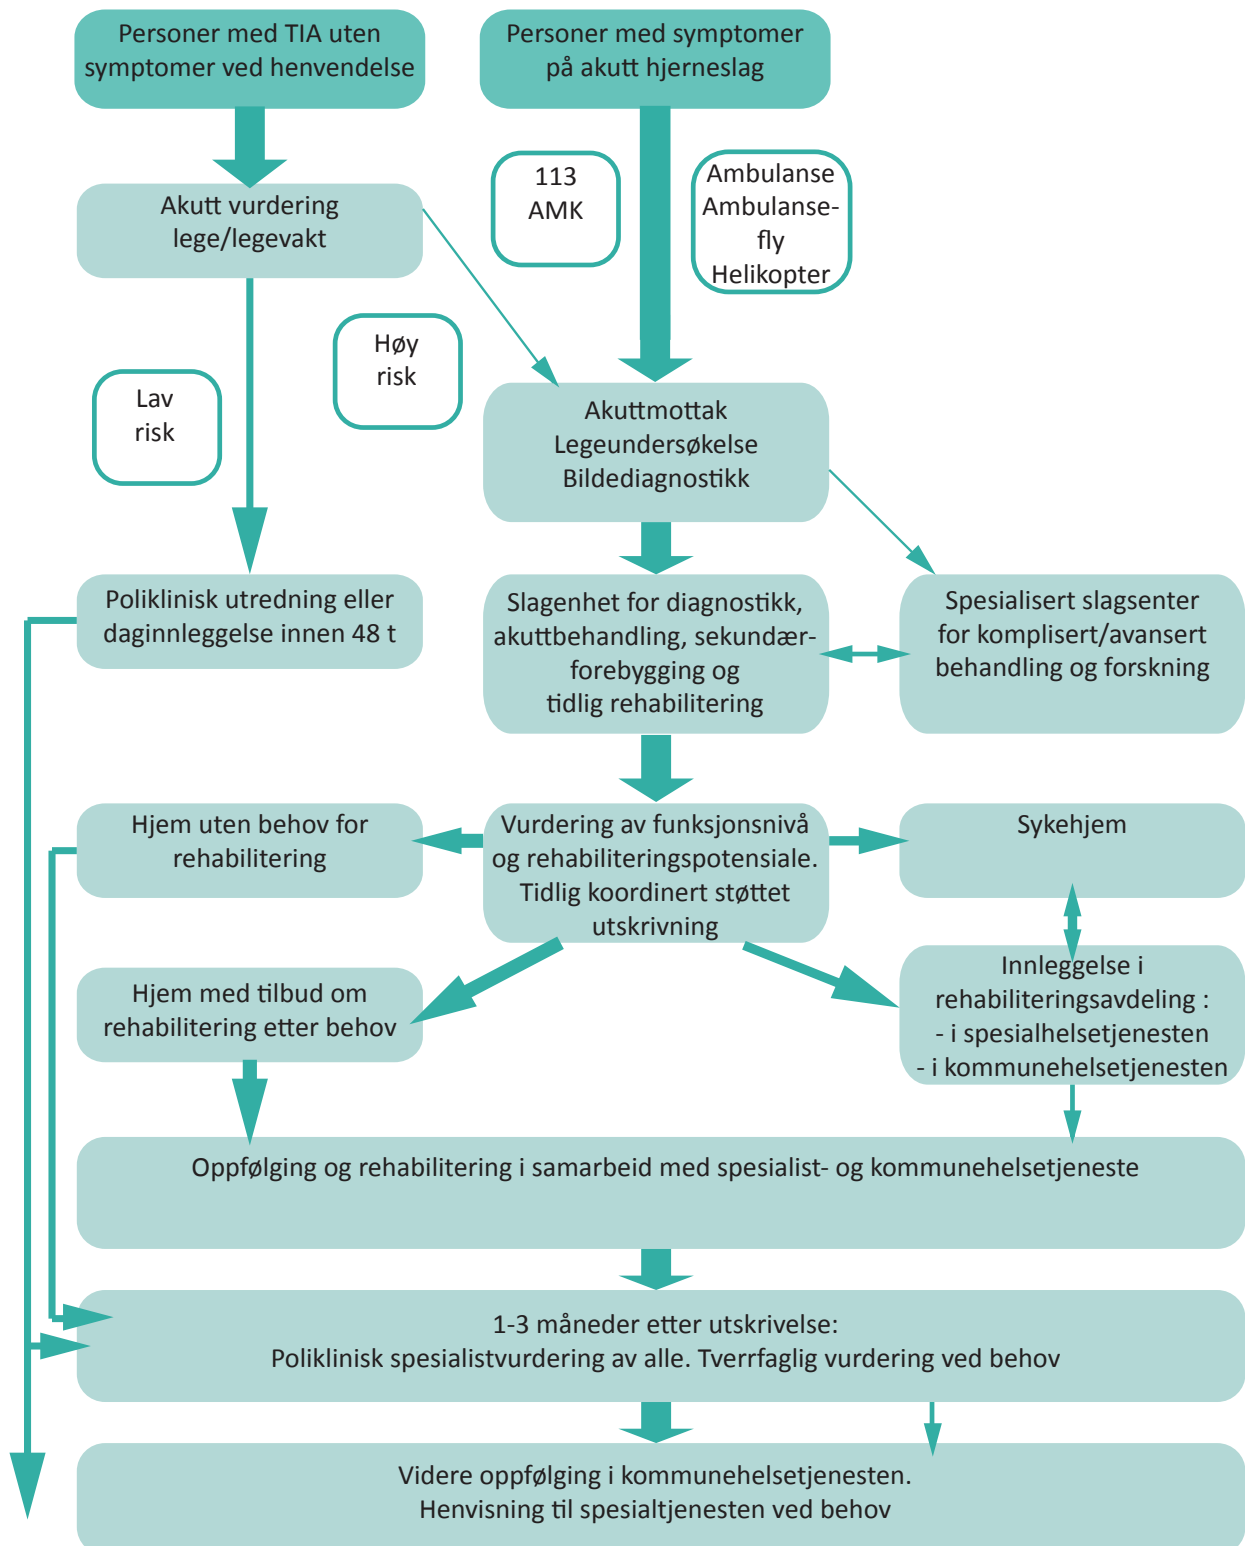 Personer med TIA uten
symptomer ved henvendelse
Personer med symptomer
på akutt hjerneslag
113
AMK
Ambulanse
Ambulanse-
fly
Helikopter
Akutt vurdering
lege/legevakt
Høy
risk
Lav
risk
Akuttmottak
Legeundersøkelse
Bildediagnostikk
Poliklinisk utredning eller
daginnleggelse innen 48 t
Slagenhet for diagnostikk,
akuttbehandling, sekundær-
forebygging og
tidlig rehabilitering
Spesialisert slagsenter
for komplisert/avansert
behandling og forskning
Hjem uten behov for
rehabilitering
Vurdering av funksjonsnivå
og rehabiliteringspotensiale.
Tidlig koordinert støttet
utskrivning
Sykehjem
Hjem med tilbud om
rehabilitering etter behov
Innleggelse i
rehabiliteringsavdeling :
- i spesialhelsetjenesten
- i kommunehelsetjenesten
Oppfølging og rehabilitering i samarbeid med spesialist- og kommunehelsetjeneste
1-3 måneder etter utskrivelse:
Poliklinisk spesialistvurdering av alle. Tverrfaglig vurdering ved behov
Videre oppfølging i kommunehelsetjenesten.
Henvisning til spesialtjenesten ved behov